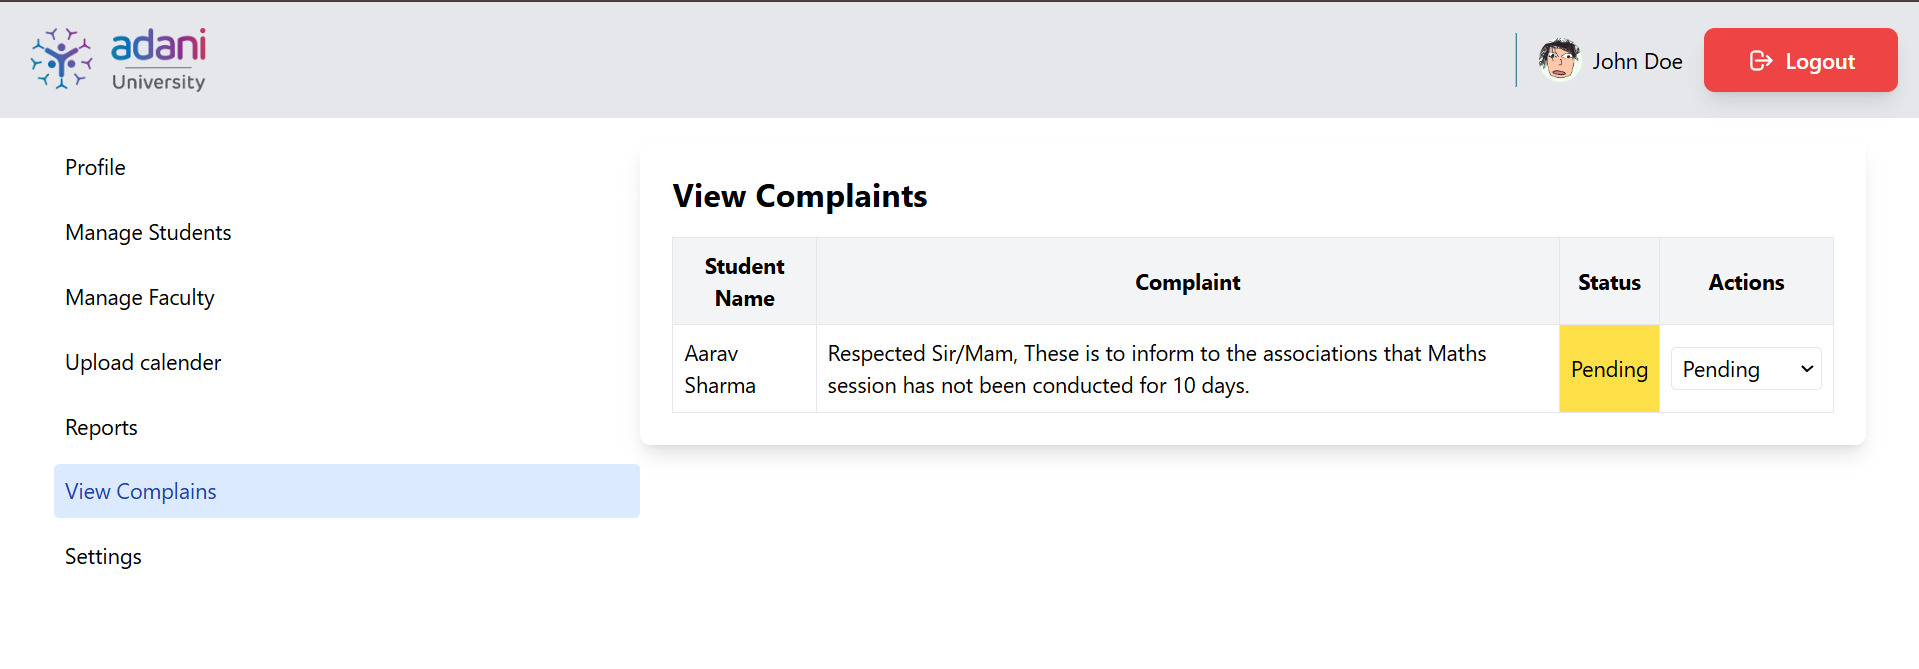 adani
University
John Doe
Logout
Profile
Manage Students
Manage Faculty
Upload calender
Reports
View Complains
Settings
View Complaints
Student
Name
Complaint
Status
Actions
Aarav
Sharma
Respected Sir/Mam, These is to inform to the associations that Maths
session has not been conducted for 10 days.
Pending
Pending